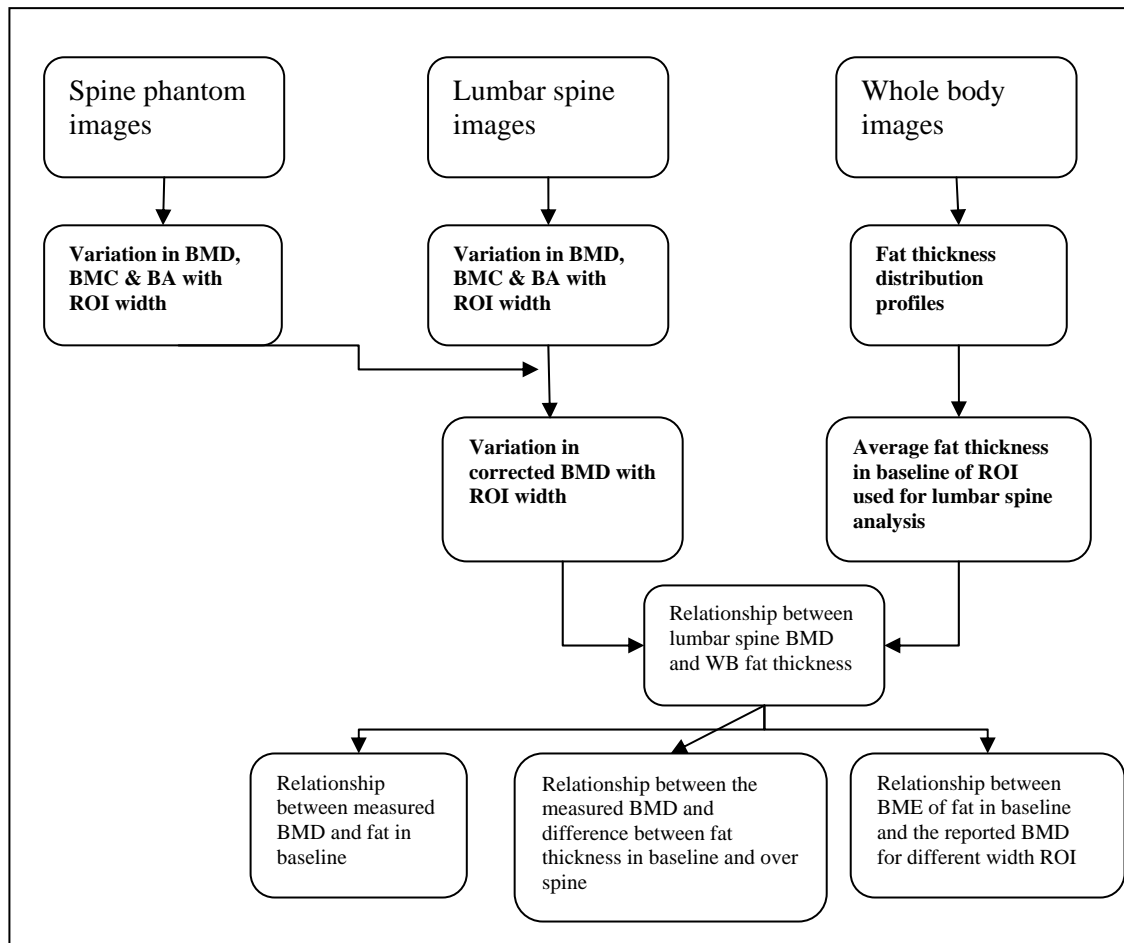 Spine phantom
images
Lumbar spine
images
Whole body
images
Variation in BMD,
BMC & BA with
ROI width
Variation in BMD,
BMC & BA with
ROI width
Fat thickness
distribution
profiles
Variation in
corrected BMD with
ROI width
Average fat thickness
in baseline of ROI
used for lumbar spine
analysis
Relationship between
lumbar spine BMD
and WB fat thickness
Relationship
between measured
BMD and fat in
baseline
Relationship between the
measured BMD and
difference between fat
thickness in baseline and over
spine
Relationship between
BME of fat in baseline
and the reported BMD
for different width ROI